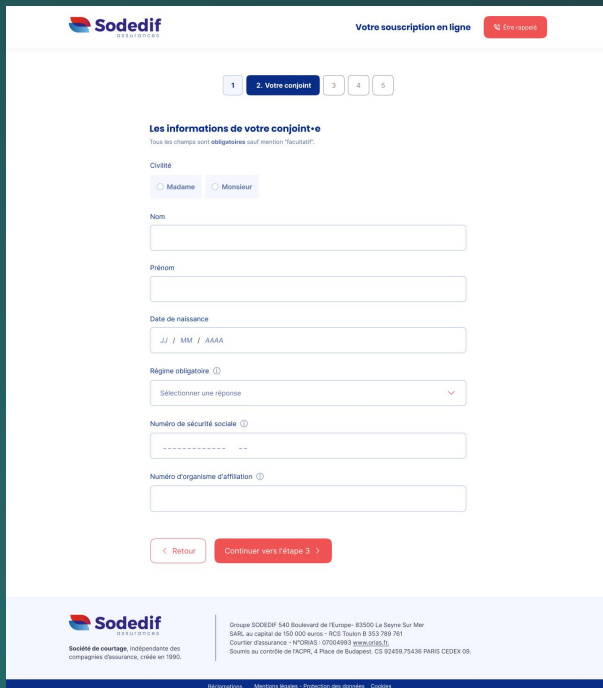 Sodedif
assurances
Votre souscription en ligne
Être rappelé
1
2. Votre conjoint
3
4
5
Les informations de votre conjoint•e
Tous les champs sont obligatoires sauf mention "facultatif".
Civilité
Madame
Monsieur
Nom
Prénom
Date de naissance
JJ / MM / AAAA
Régime obligatoire
Sélectionner une réponse
Numéro de sécurité sociale
_____________ __
Numéro d'organisme d'affiliation
< Retour
Continuer vers l'étape 3 >
Sodedif
assurances
Société de courtage, indépendante des
compagnies d'assurance, créée en 1990.
Groupe SODEDIF 540 Boulevard de l'Europe- 83500 La Seyne Sur Mer
SARL au capital de 150 000 euros - RCS Toulon B 353 789 761
Courtier d'assurance - N°ORIAS : 07004993 www.orias.fr.
Soumis au contrôle de l'ACPR, 4 Place de Budapest. CS 92459.75436 PARIS CEDEX 09.
Réclamations Mentions légales - Protection des données Cookies